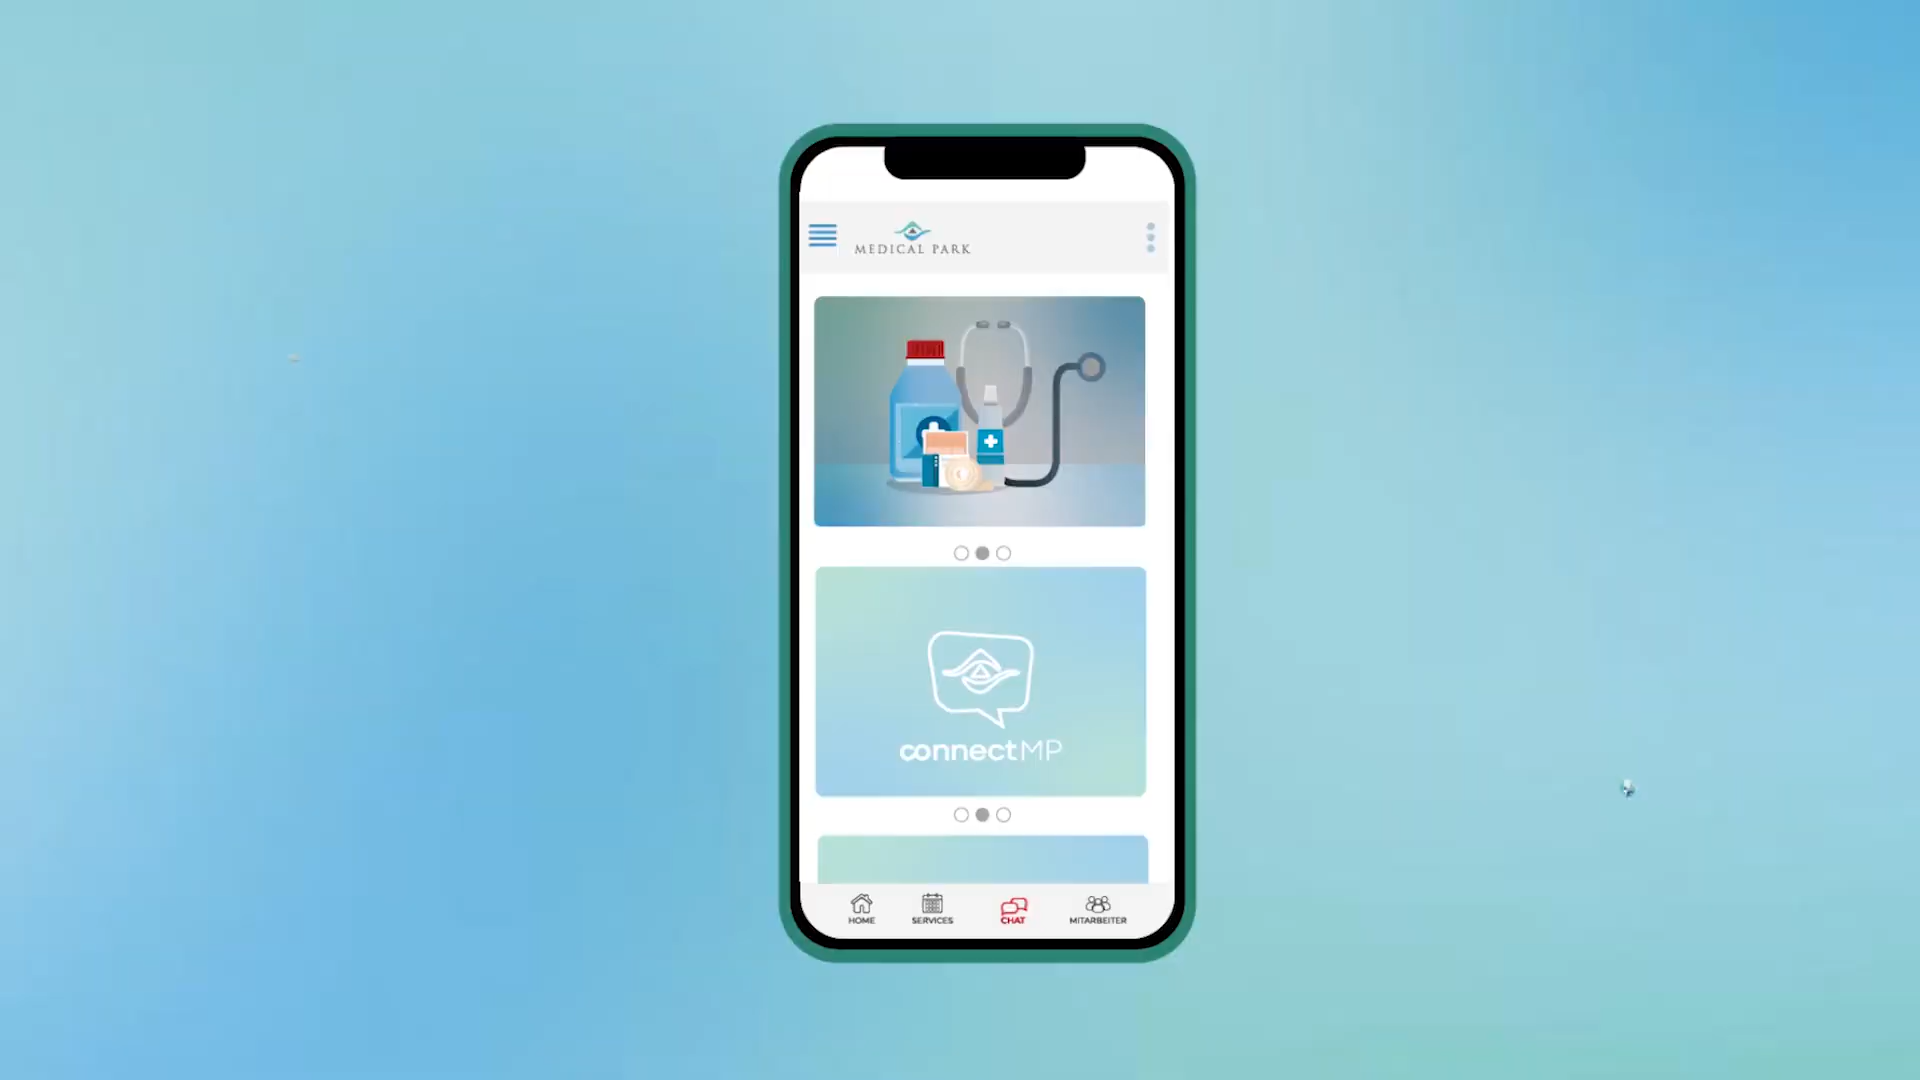 MEDICAL PARK
connectMP
HOME
SERVICES
CHAT
MITARBEITER